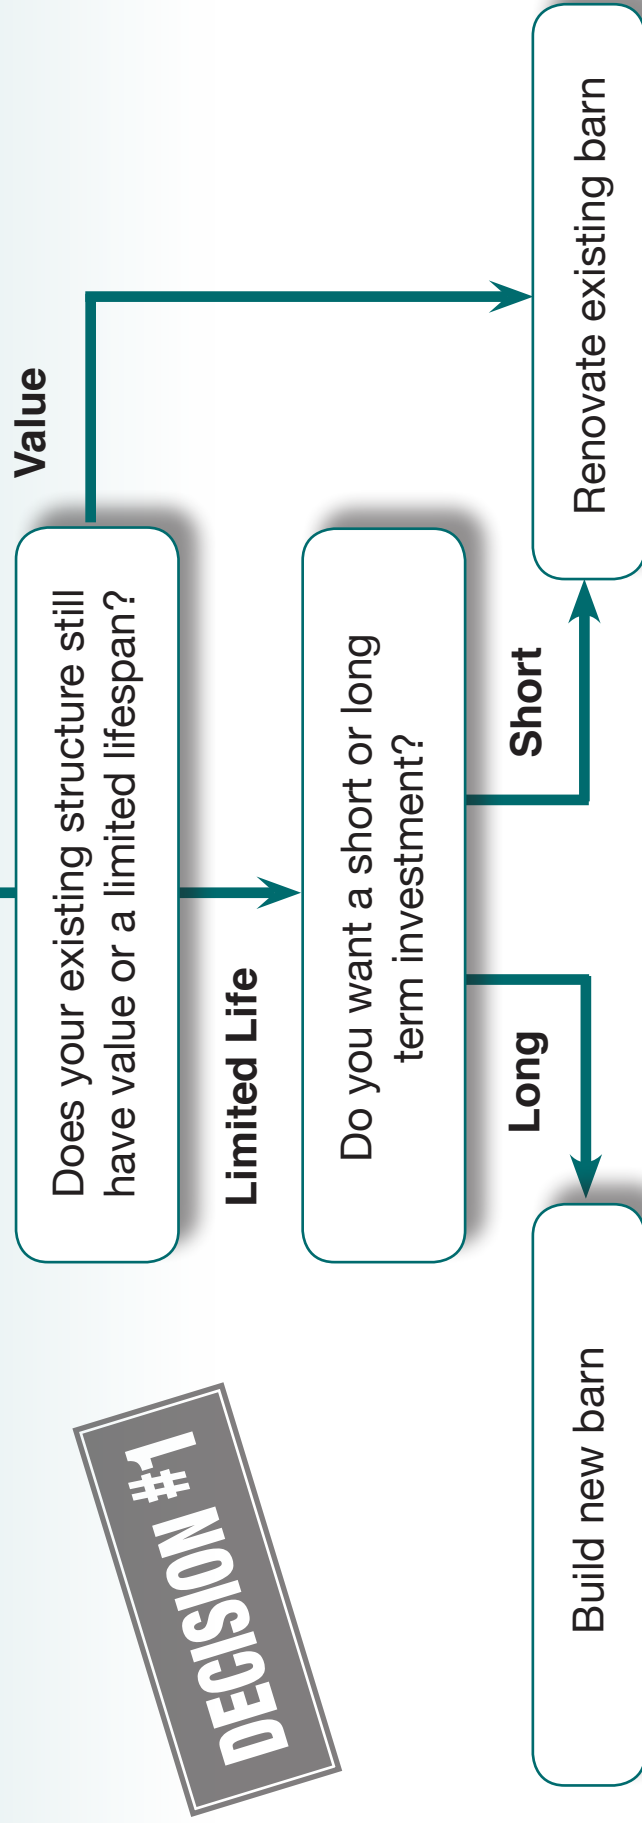 DECISION #1
Does your existing structure still
have value or a limited lifespan?
Value
Limited Life
Do you want a short or long
term investment?
Long
Short
Build new barn
Renovate existing barn